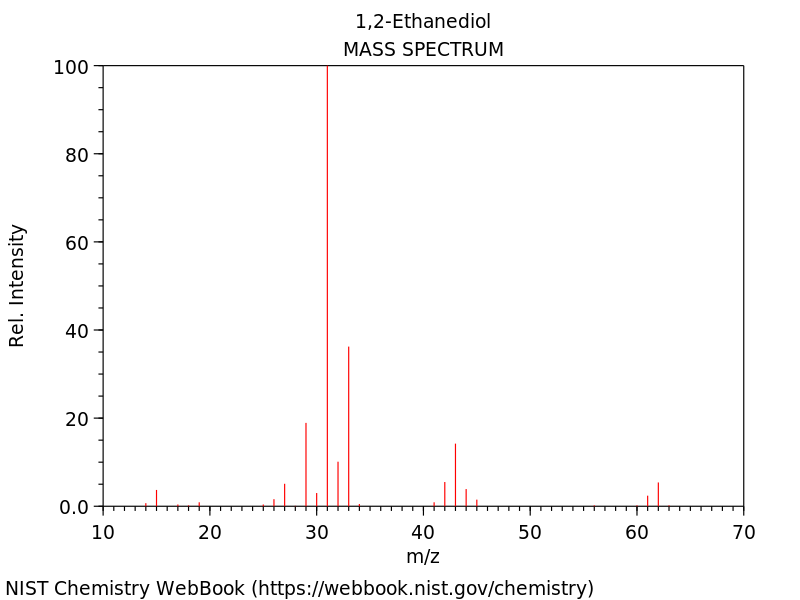 1,2-Ethanediol
MASS SPECTRUM
100
80
60
40
20
0.0
Rel. Intensity
10 20 30 40 50 60 70
m/z
NIST Chemistry WebBook (https://webbook.nist.gov/chemistry)